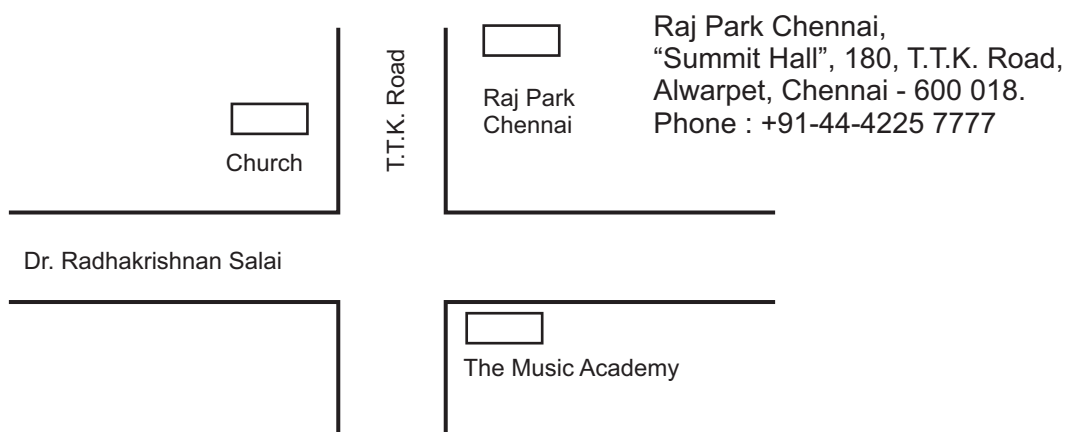 Raj Park Chennai,
“Summit Hall”, 180, T.T.K. Road,
Alwarpet, Chennai - 600 018.
Phone : +91-44-4225 7777
T.T.K. Road
Raj Park
Chennai
Church
Dr. Radhakrishnan Salai
The Music Academy